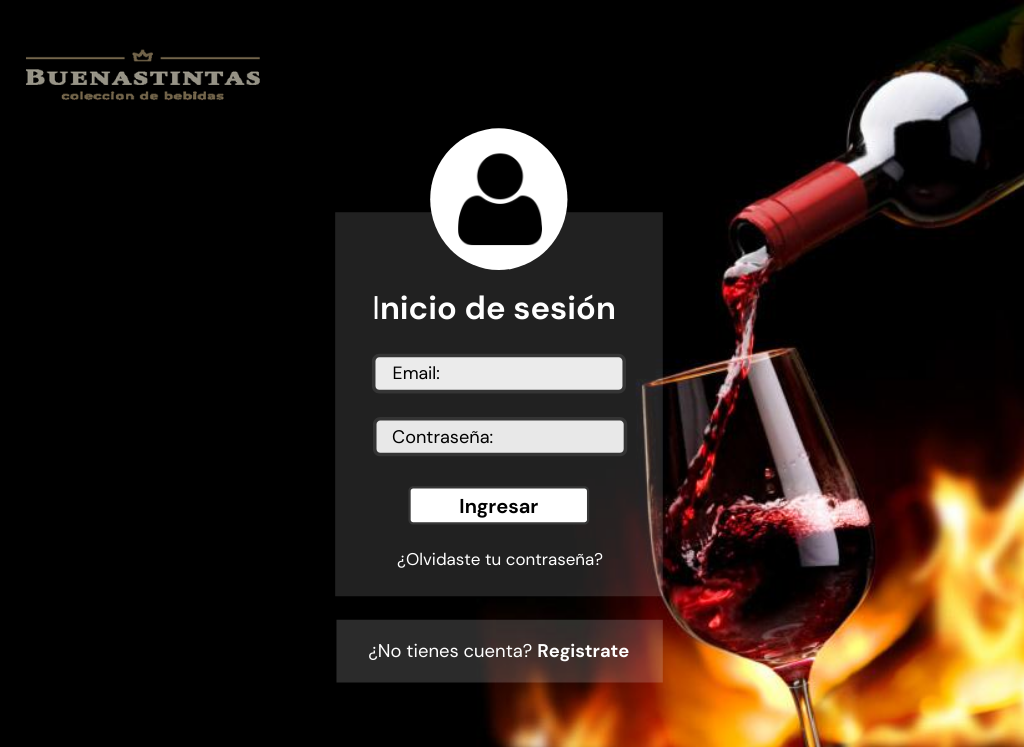 BUENASTINTAS
coleccion de bebidas
Inicio de sesión
Email:
Contraseña:
Ingresar
¿Olvidaste tu contraseña?
¿No tienes cuenta? Registrate